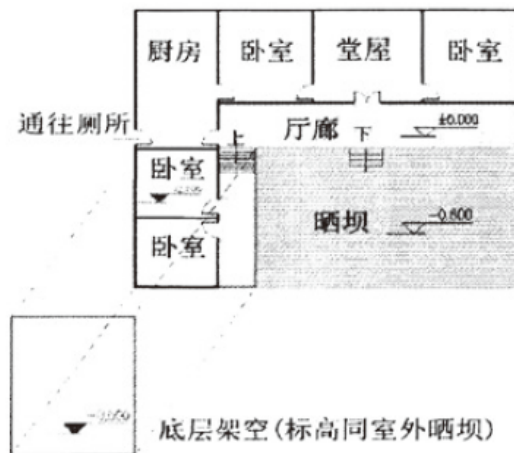 厨房
卧室
堂屋
卧室
通往厕所
上
厅廊
下
±0.000
卧室
晒坝
-0.600
卧室
底层架空(标高同室外晒坝)